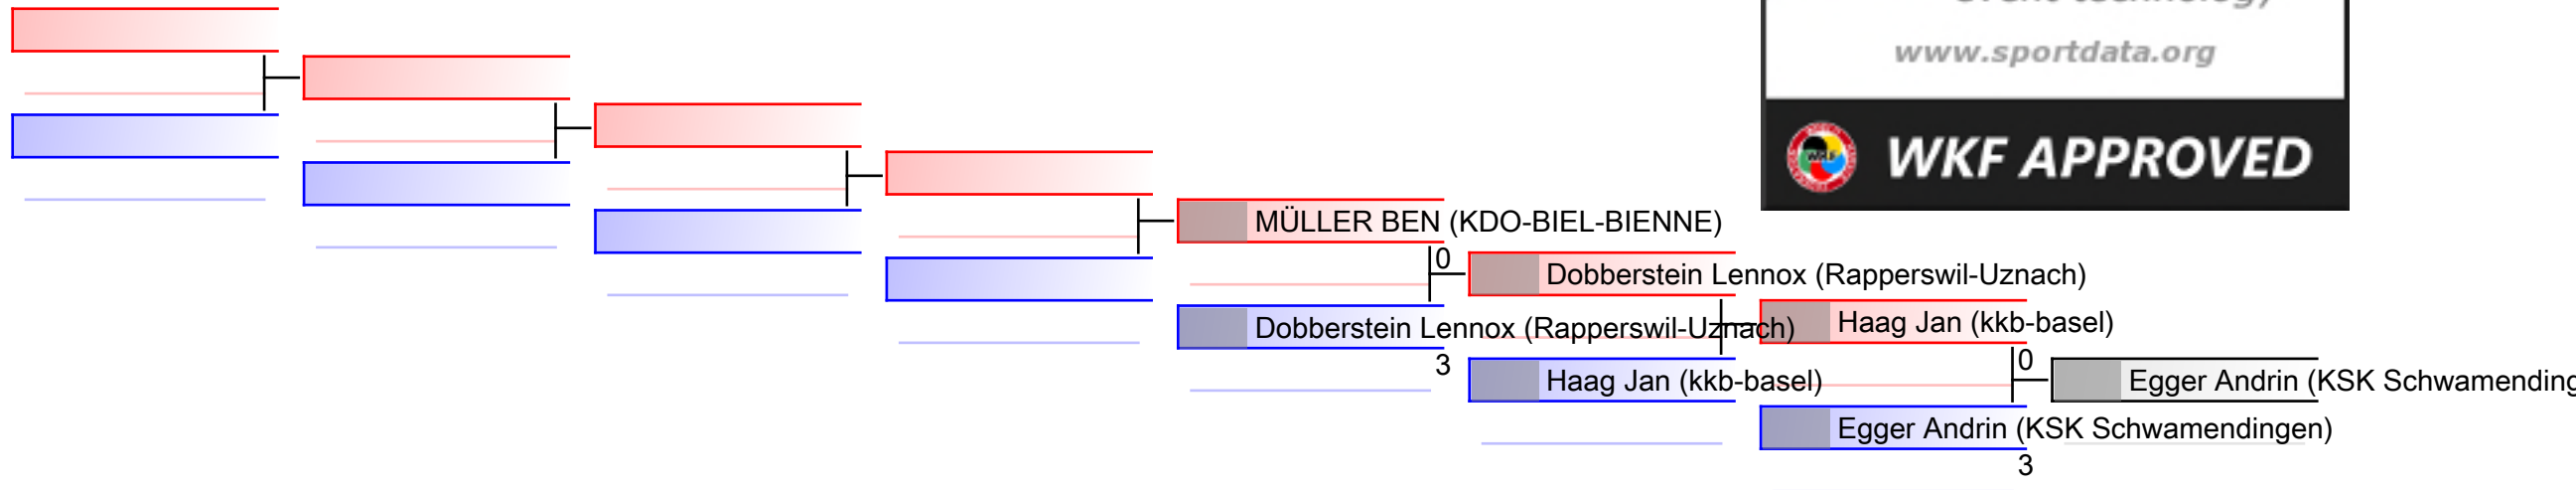 event technology
www.sportdata.org
WKF APPROVED
MÜLLER BEN (KDO-BIEL-BIENNE)
0
Dobberstein Lennox (Rapperswil-Uznach)
Haag Jan (kkb-basel)
Dobberstein Lennox (Rapperswil-Uznach)
3
0
Haag Jan (kkb-basel)
Egger Andrin (KSK Schwamending
Egger Andrin (KSK Schwamendingen)
3